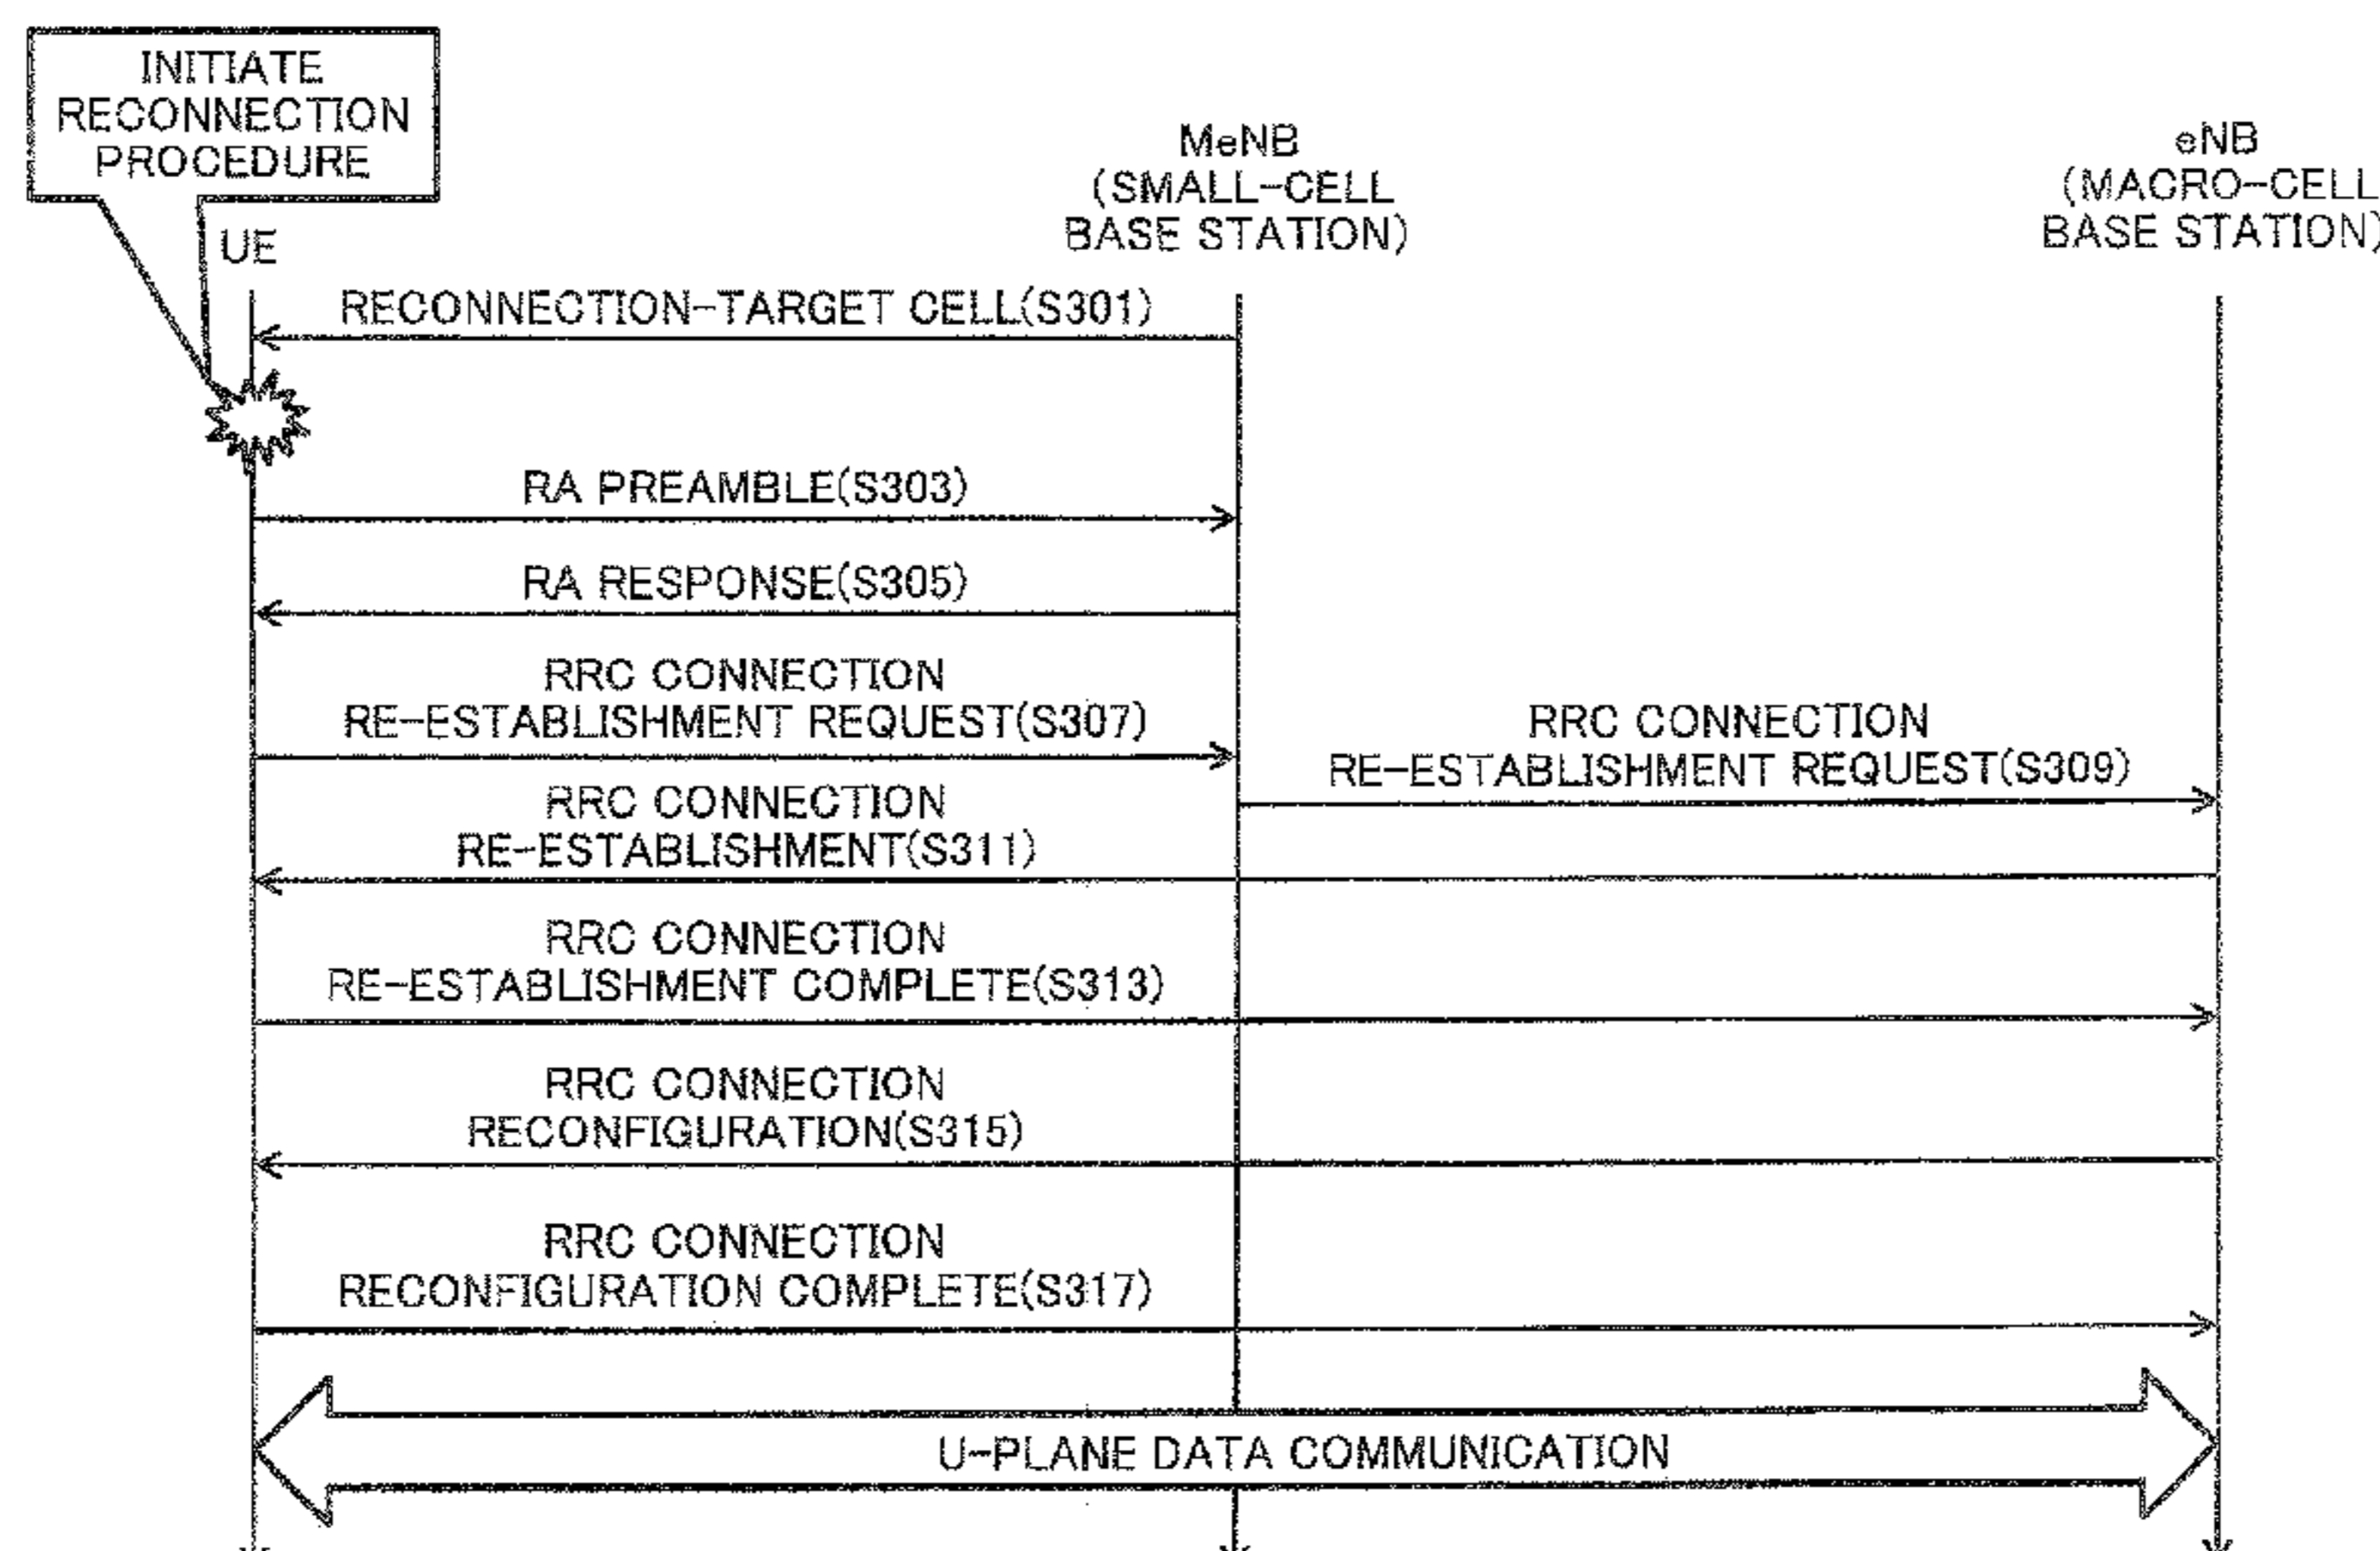 INITIATE
RECONNECTION
PROCEDURE
UE
MeNB
(SMALL-CELL
BASE STATION)
eNB
(MACRO-CELL
BASE STATION)
RECONNECTION-TARGET CELL(S301)
RA PREAMBLE(S303)
RA RESPONSE(S305)
RRC CONNECTION
RE-ESTABLISHMENT REQUEST(S307)
RRC CONNECTION
RE-ESTABLISHMENT REQUEST(S309)
RRC CONNECTION
RE-ESTABLISHMENT(S311)
RRC CONNECTION
RE-ESTABLISHMENT COMPLETE(S313)
RRC CONNECTION
RECONFIGURATION(S315)
RRC CONNECTION
RECONFIGURATION COMPLETE(S317)
U-PLANE DATA COMMUNICATION